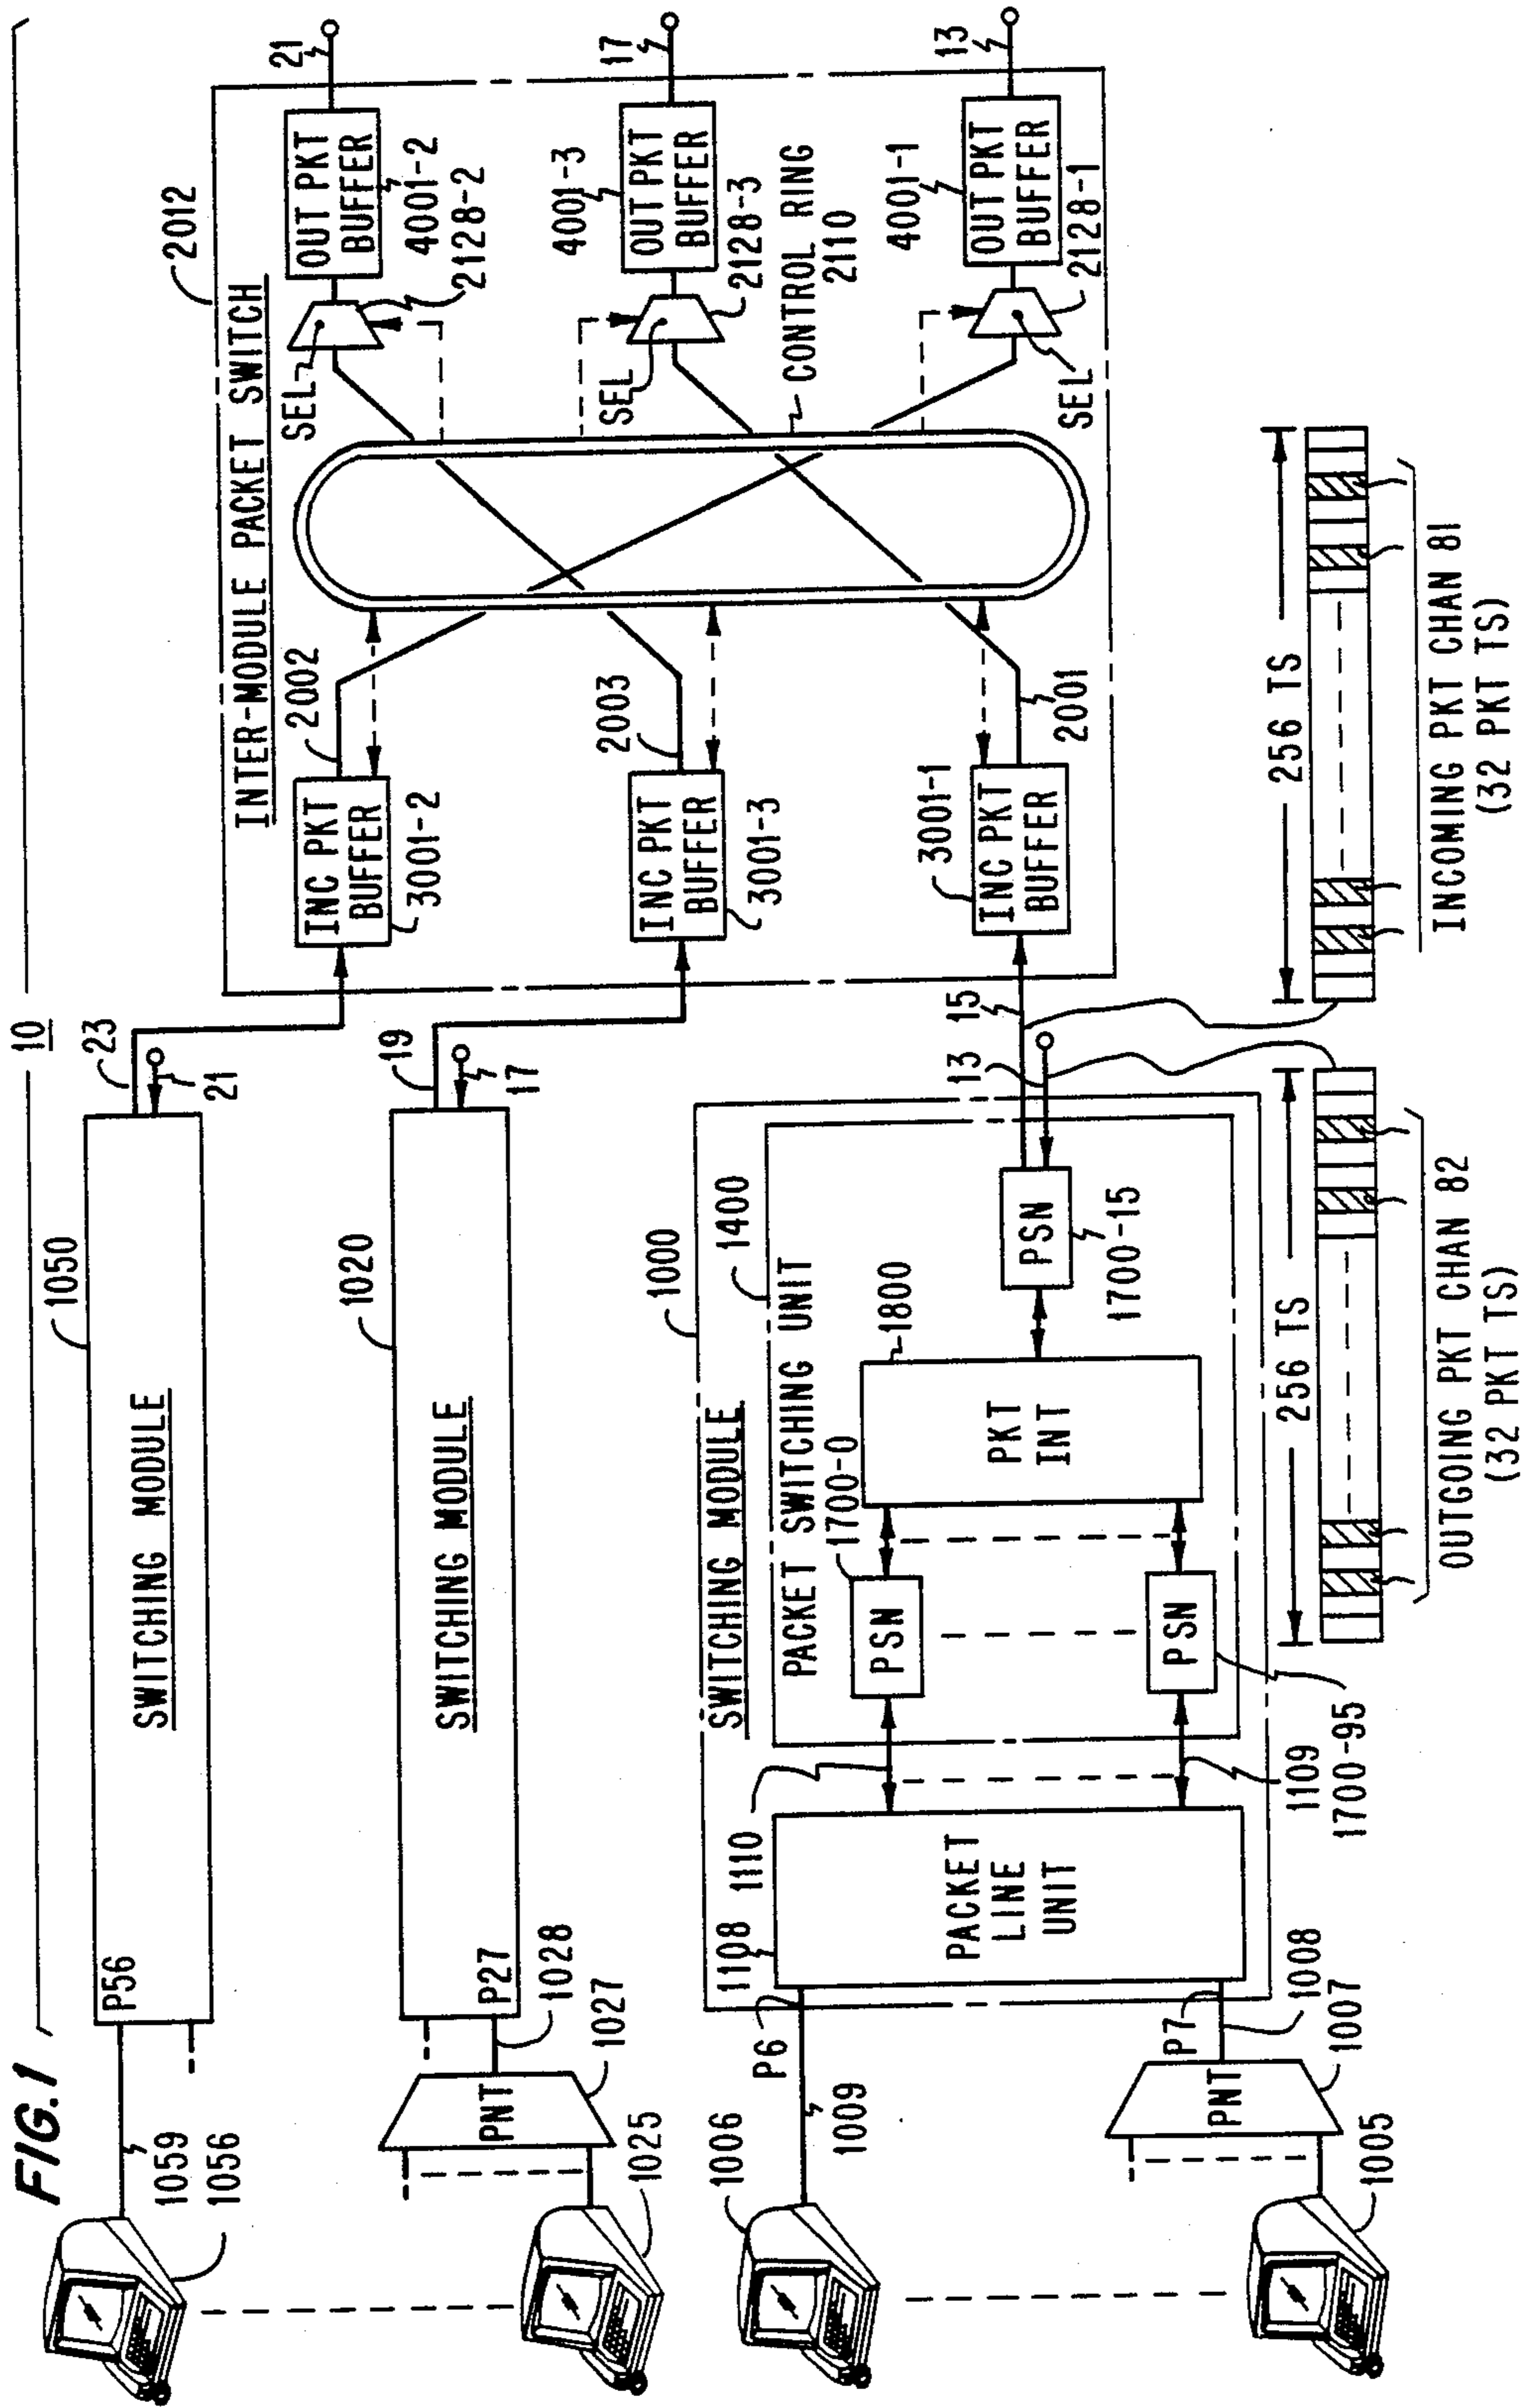 FIG.1
10
1050
P56
SWITCHING MODULE
23
21
1059
1056
1020
P27
SWITCHING MODULE
19
17
1028
1027
PNT
1025
2012
INTER-MODULE PACKET SWITCH
INC PKT
BUFFER
3001-2
2002
SEL
OUT PKT
BUFFER
4001-2
2128-2
21
INC PKT
BUFFER
3001-3
2003
SEL
OUT PKT
BUFFER
4001-3
2128-3
17
CONTROL RING
2110
INC PKT
BUFFER
3001-1
2001
SEL
OUT PKT
BUFFER
4001-1
2128-1
13
1000
SWITCHING MODULE
1400
PACKET SWITCHING UNIT
1108
PACKET
LINE
UNIT
1110
1109
1700-0
PSN
PSN
1700-95
1800
PKT
INT
PSN
1700-15
15
13
1006
1009
P6
P7
1008
1007
PNT
1005
256 TS
OUTGOING PKT CHAN 82
(32 PKT TS)
256 TS
INCOMING PKT CHAN 81
(32 PKT TS)